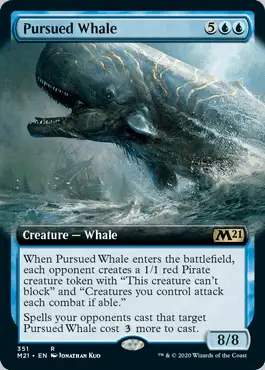 Pursued Whale 5
Creature — Whale M21
When Pursued Whale enters the battlefield,
each opponent creates a 1/1 red Pirate
creature token with “This creature can’t
block” and “Creatures you control attack
each combat if able.”
Spells your opponents cast that target
Pursued Whale cost 3 more to cast.
8/8
351 R
M21 • EN Jonathan Kuo
™ & © 2020 Wizards of the Coast